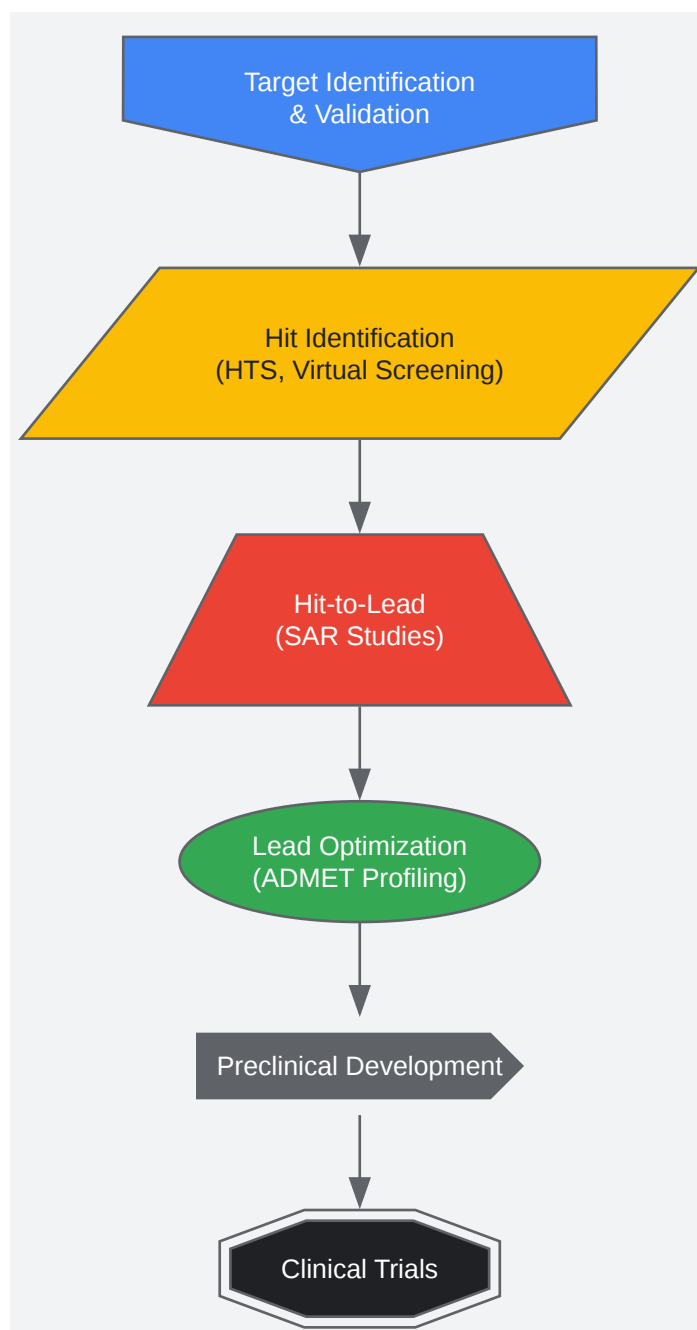 Target Identification
& Validation
Hit Identification
(HTS, Virtual Screening)
Hit-to-Lead
(SAR Studies)
Lead Optimization
(ADMET Profiling)
Preclinical Development
Clinical Trials